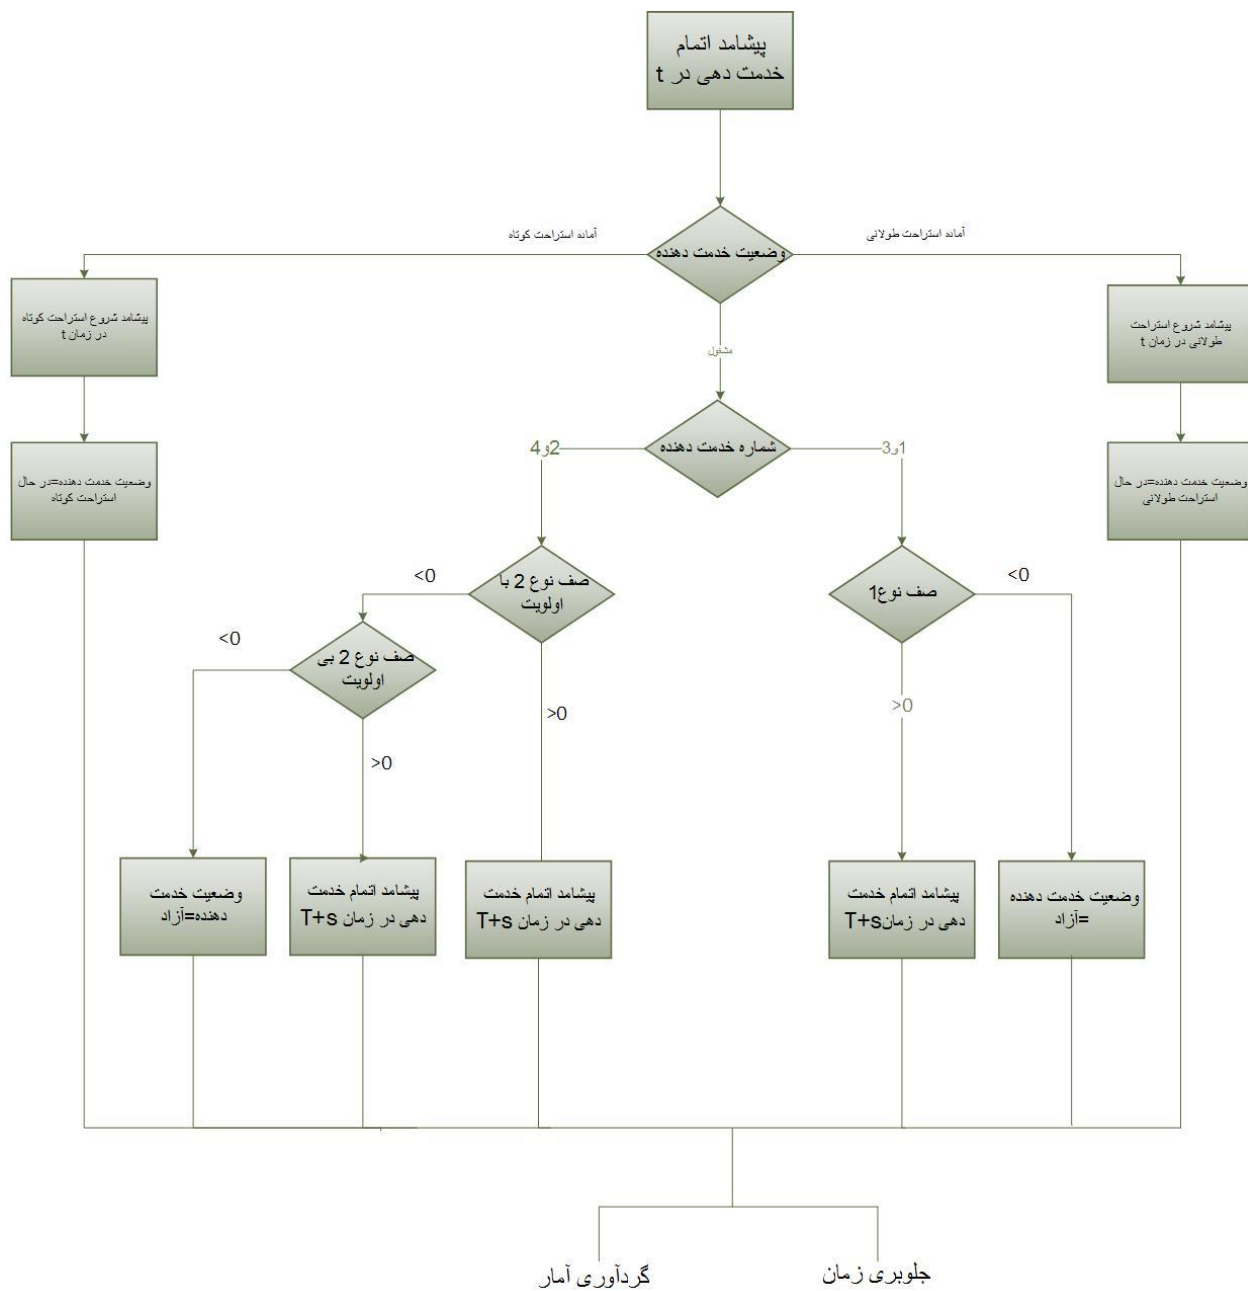 پیشامد اتمام
خدمت دهی در t
آماده استراحت کوتاه
آماده استراحت طولانی
وضعیت خدمت دهنده
پیشامد شروع استراحت کوتاه
در زمان t
پیشامد شروع استراحت
طولانی در زمان t
مشغول
2و4
شماره خدمت دهنده
1و3
وضعیت خدمت دهنده=در حال
استراحت کوتاه
وضعیت خدمت دهنده=در حال
استراحت طولانی
<0
صف نوع 2 با
اولویت
صف نوع1
<0
<0
صف نوع 2 بی
اولویت
>0
>0
>0
وضعیت خدمت
دهنده=آزاد
پیشامد اتمام خدمت
دهی در زمان T+s
پیشامد اتمام خدمت
دهی در زمان T+s
پیشامد اتمام خدمت
دهی در زمانT+s
وضعیت خدمت دهنده
=آزاد
گردآوری آمار
جلوبری زمان